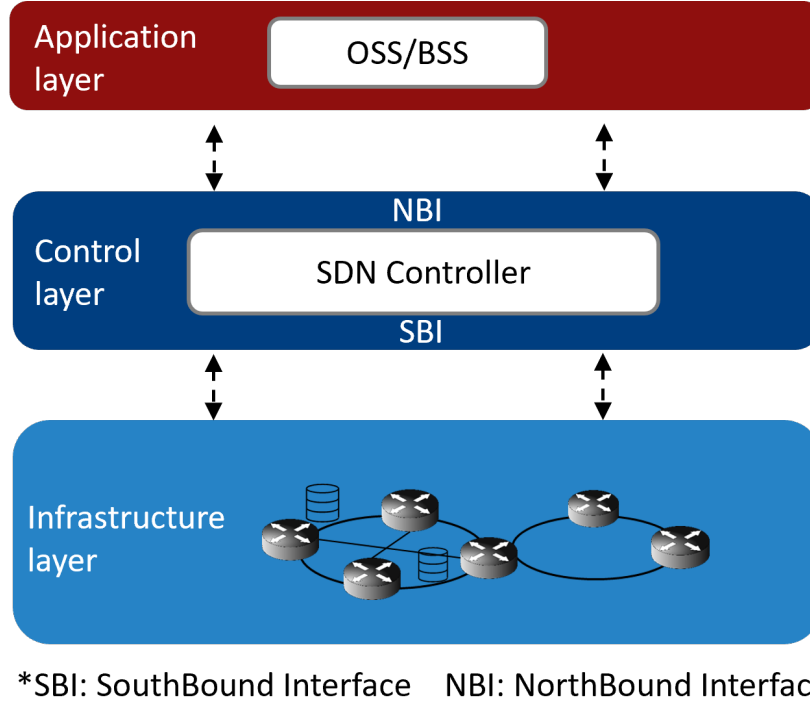 Application
layer
OSS/BSS
NBI
Control
layer
SDN Controller
SBI
Infrastructure
layer
*SBI: SouthBound Interface NBI: NorthBound Interfac